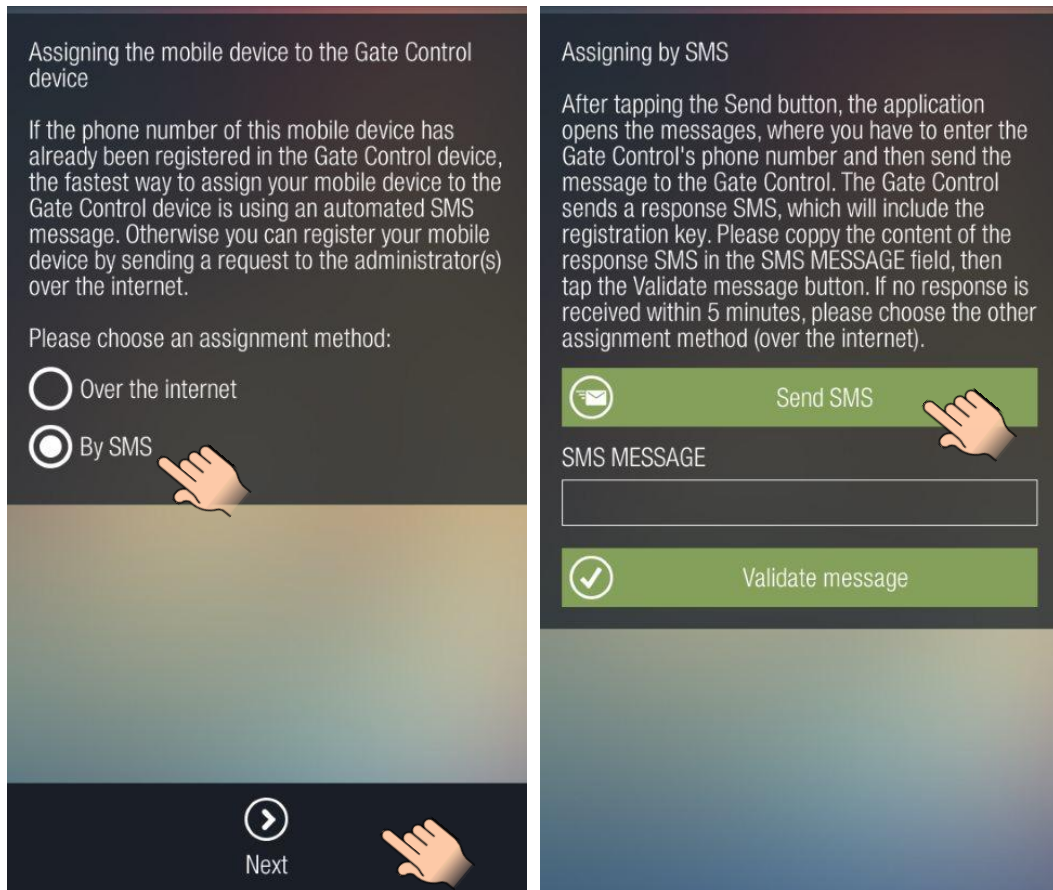 Assigning the mobile device to the Gate Control
device
If the phone number of this mobile device has
already been registered in the Gate Control device,
the fastest way to assign your mobile device to the
Gate Control device is using an automated SMS
message. Otherwise you can register your mobile
device by sending a request to the administrator(s)
over the internet.
Please choose an assignment method:
Over the internet
By SMS
Next
Assigning by SMS
After tapping the Send button, the application
opens the messages, where you have to enter the
Gate Control's phone number and then send the
message to the Gate Control. The Gate Control
sends a response SMS, which will include the
registration key. Please coppy the content of the
response SMS in the SMS MESSAGE field, then
tap the Validate message button. If no response is
received within 5 minutes, please choose the other
assignment method (over the internet).
Send SMS
SMS MESSAGE
Validate message